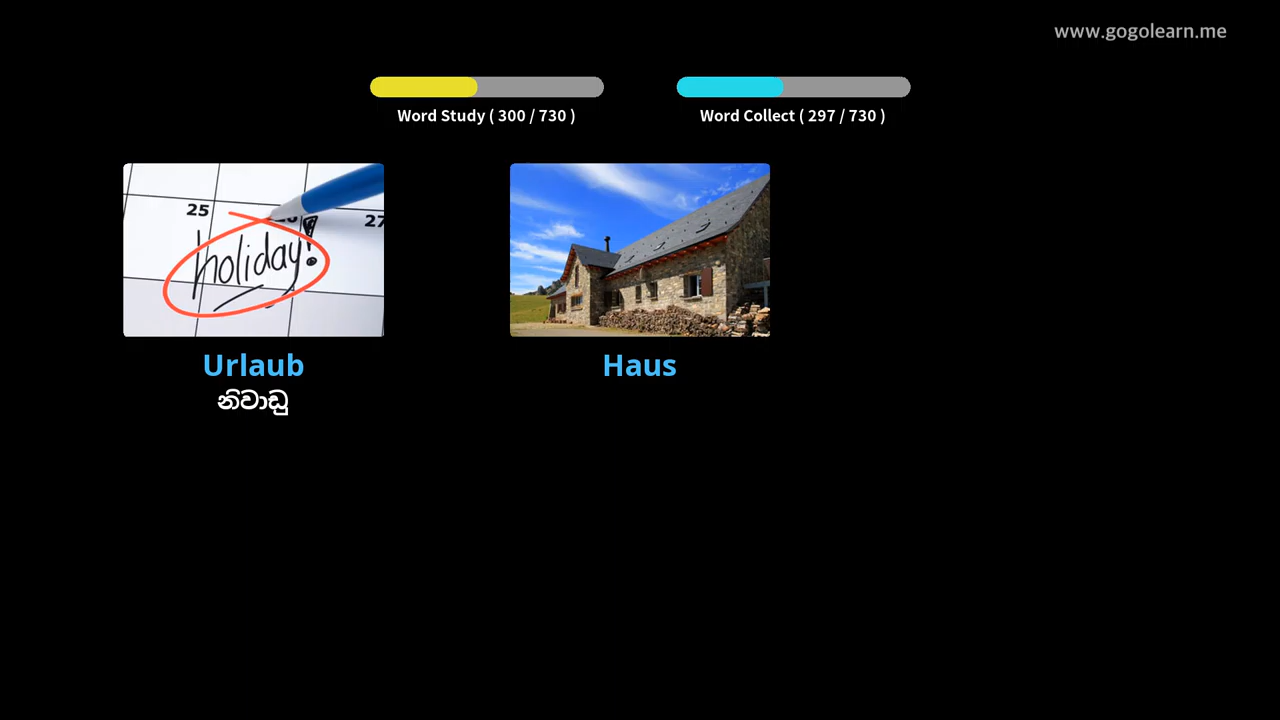 www.gogolearn.me
Word Study ( 300 / 730 )
Word Collect ( 297 / 730 )
25
27
holiday!
Urlaub
Haus
නිවාඩු